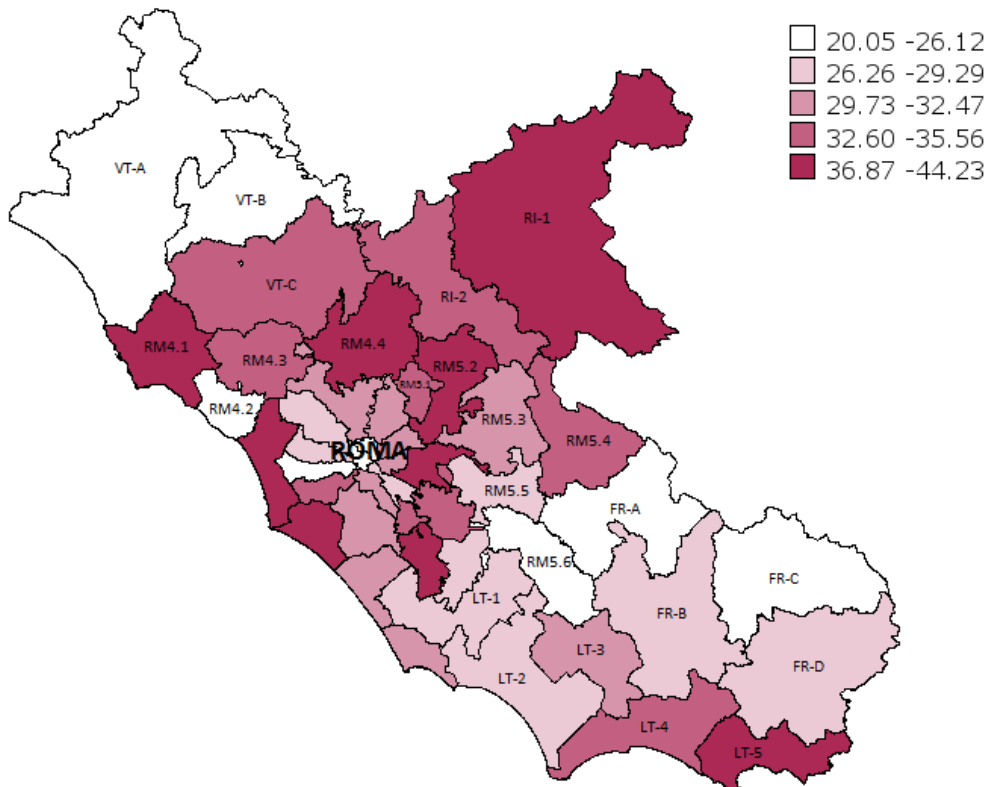 20.05 -26.12
26.26 -29.29
29.73 -32.47
32.60 -35.56
36.87 -44.23
VT-A
VT-B
RI-1
VT-C
RI-2
RM4.1
RM4.3
RM4.4
RM5.2
RM5.1
RM4.2
RM5.3
RM5.4
ROMA
RM5.5
FR-A
RM5.6
FR-C
LT-1
FR-B
LT-3
FR-D
LT-2
LT-4
LT-5